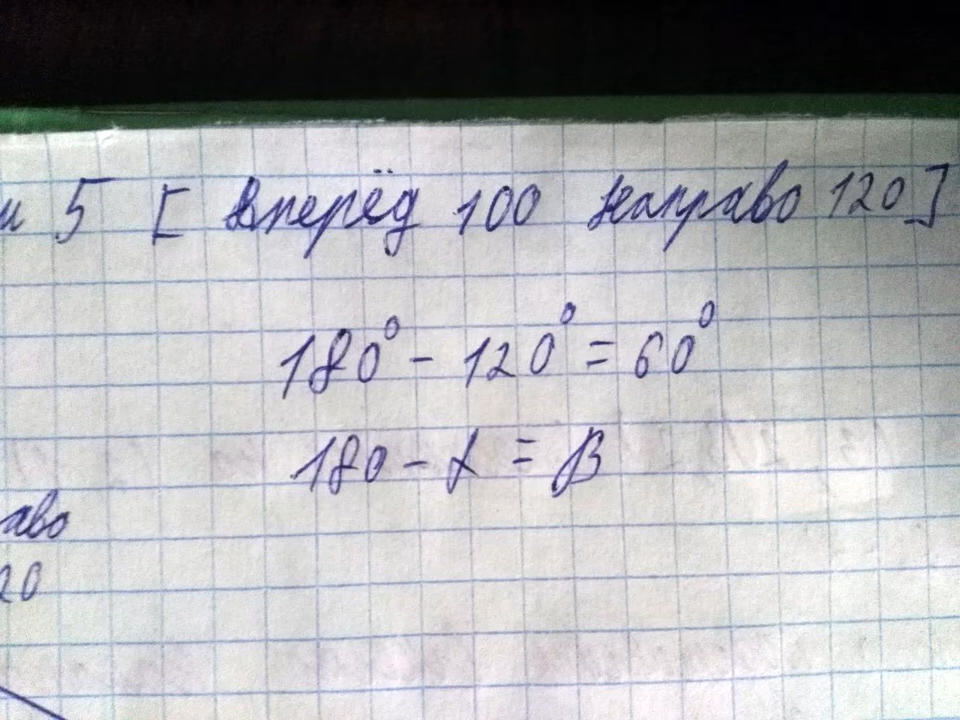 и 5 [ Вперёд 100 Направо 120 ]
180° - 120° = 60°
180 - α = β
аво
20